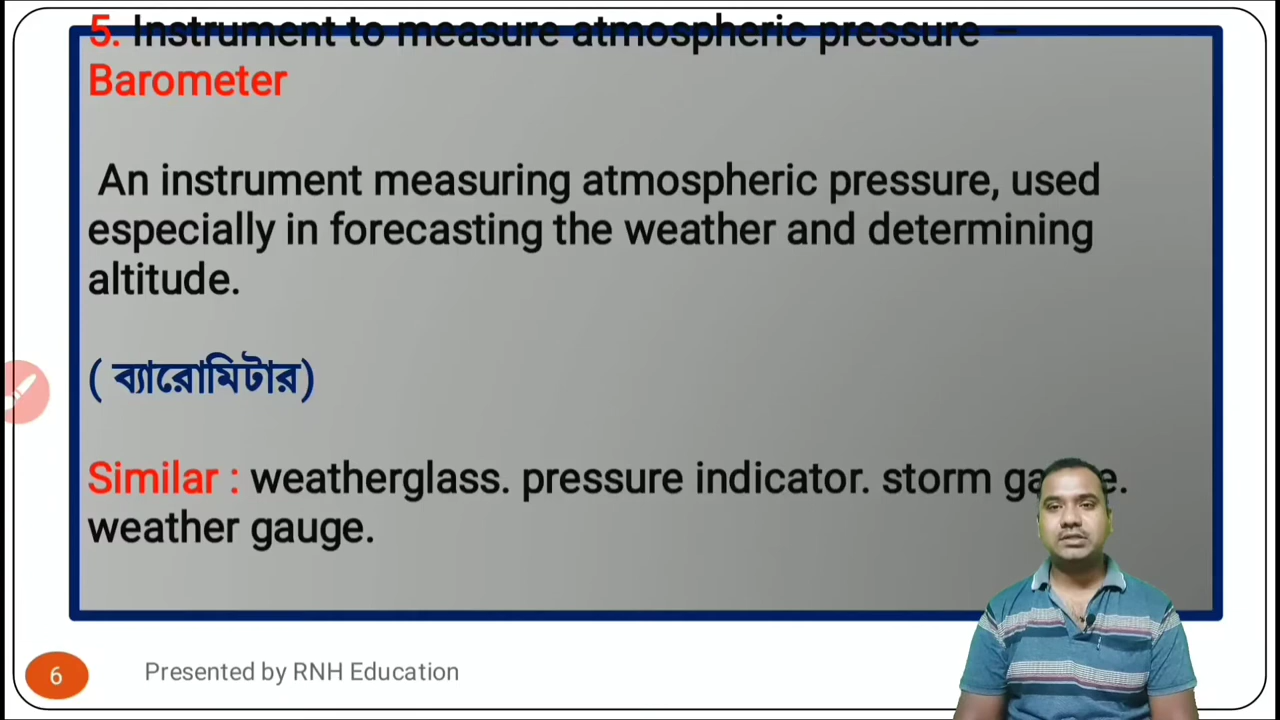 5. Instrument to measure atmospheric pressure –
Barometer
An instrument measuring atmospheric pressure, used
especially in forecasting the weather and determining
altitude.
( ব্যারোমিটার)
Similar : weatherglass. pressure indicator. storm
weather gauge.
6 Presented by RNH Education